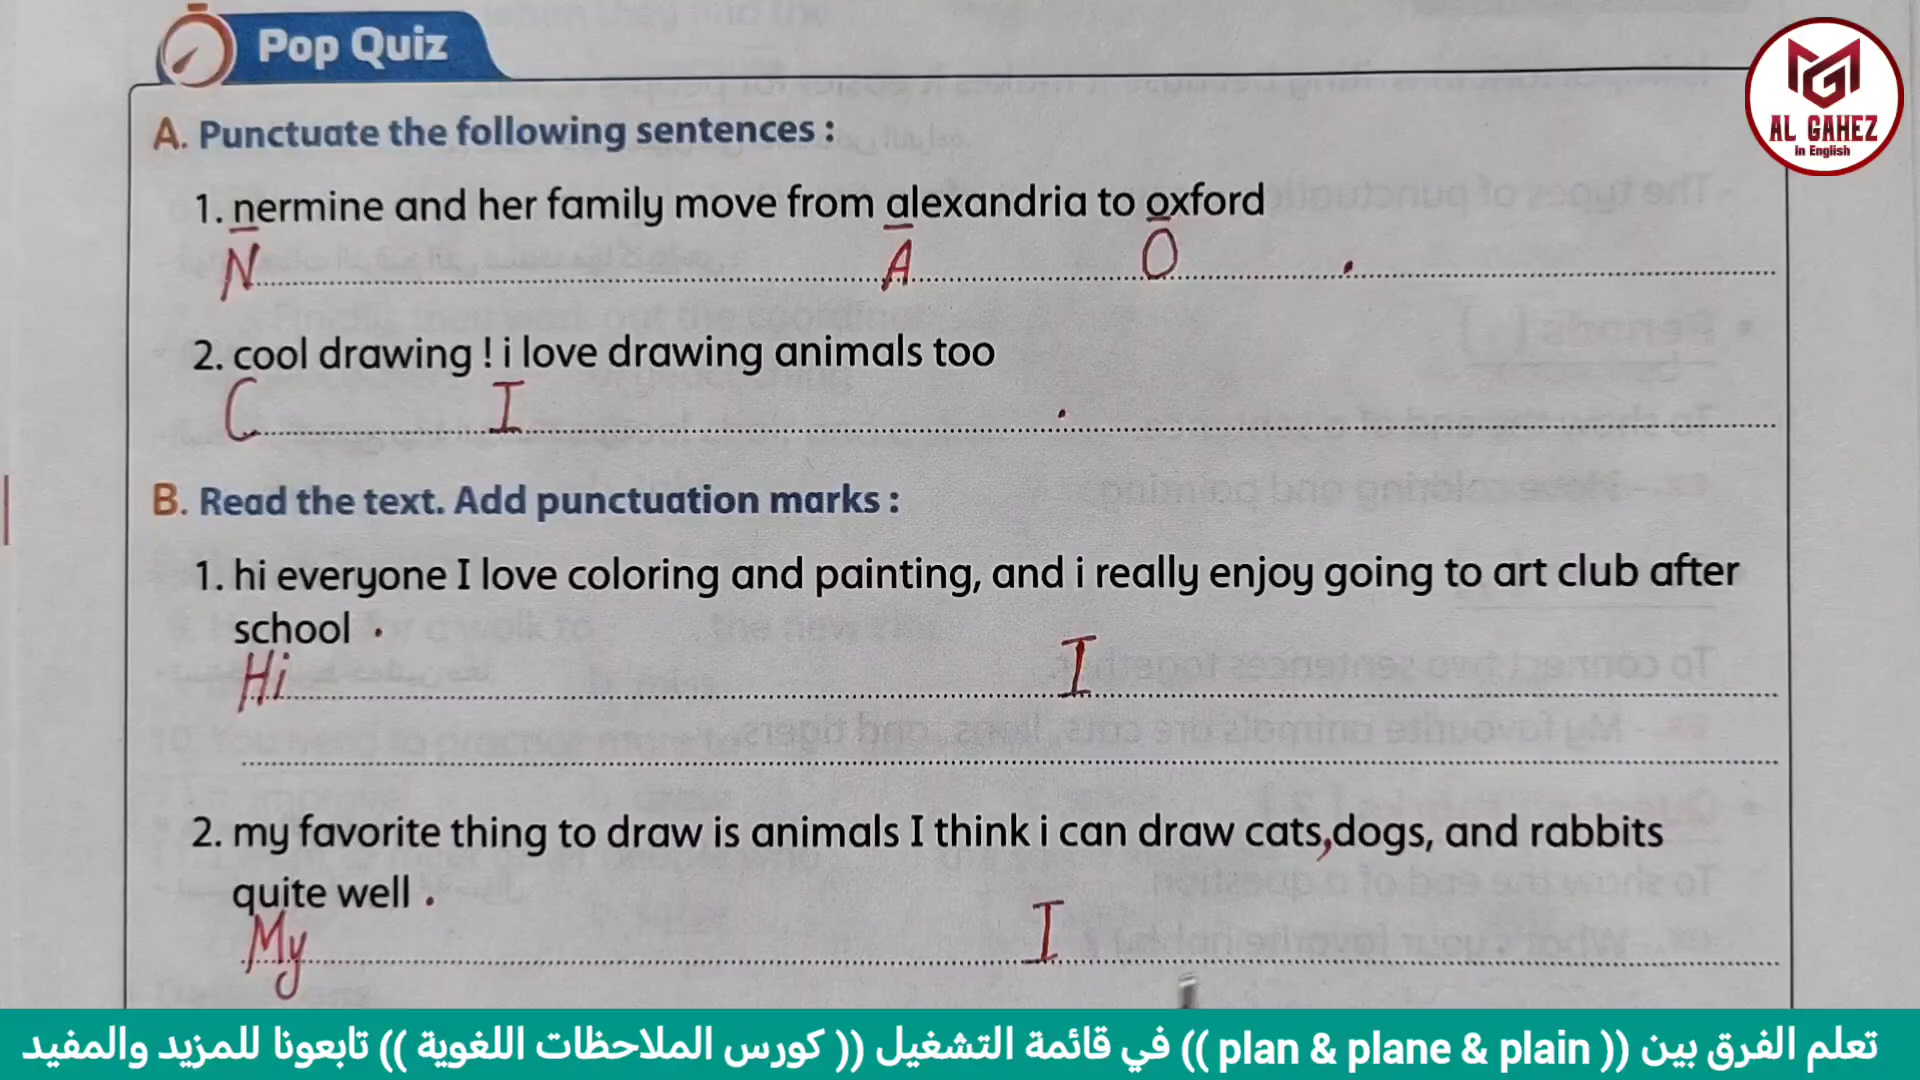 Pop Quiz
AL GAHEZ
In English
A. Punctuate the following sentences :
1. nermine and her family move from alexandria to oxford
N A O .
2. cool drawing ! i love drawing animals too
C I .
B. Read the text. Add punctuation marks :
1. hi everyone I love coloring and painting, and i really enjoy going to art club after
school .
Hi I
2. my favorite thing to draw is animals I think i can draw cats,dogs, and rabbits
quite well .
My I
تعلم الفرق بين (( plan & plane & plain )) في قائمة التشغيل (( كورس الملاحظات اللغوية )) تابعونا للمزيد والمفيد